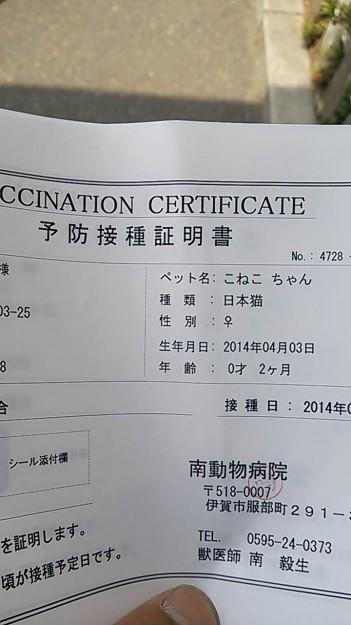 CCINATION CERTIFICATE
予防接種証明書
No.: 4728 -
様
ペット名: こねこ ちゃん
種 類 : 日本猫
03-25
性 別 : ♀
生年月日: 2014年04月03日
8
年 齢 : 0才 2ヶ月
合
接 種 日 : 2014年0
シール添付欄
南動物病院
〒518-0007
伊賀市服部町291-3
を証明します。
TEL. 0595-24-0373
頃が接種予定日です。
獣医師 南 毅生